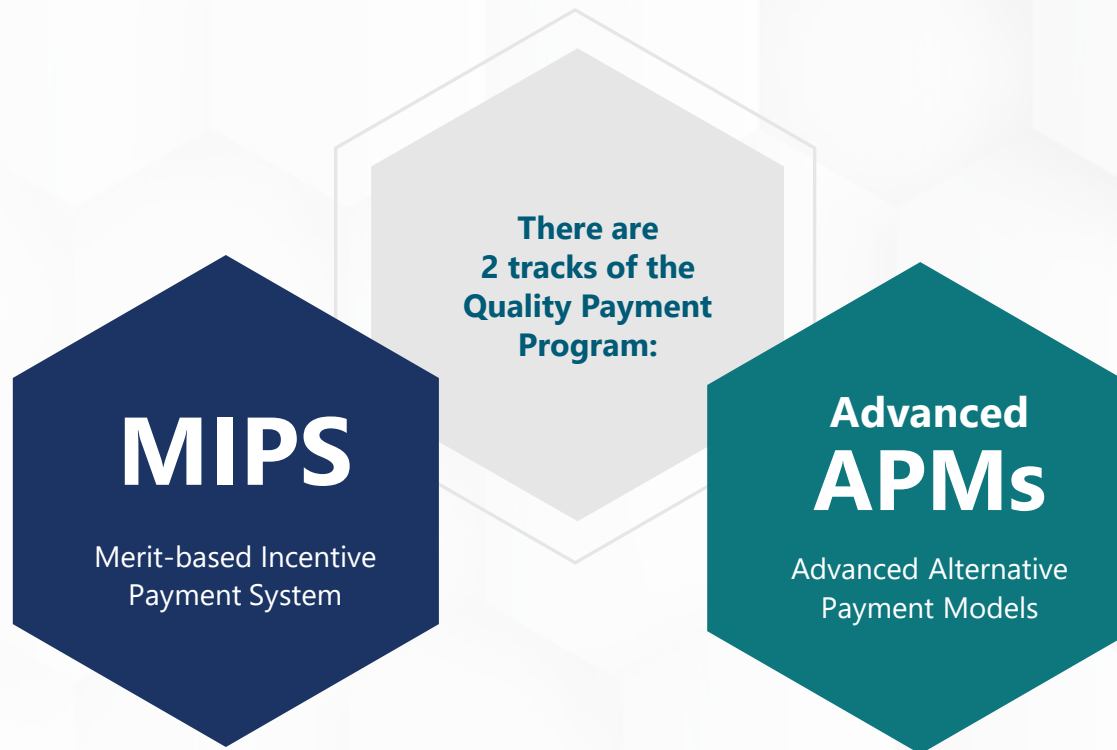 There are
2 tracks of the
Quality Payment
Program:
MIPS
Merit-based Incentive
Payment System
Advanced
APMs
Advanced Alternative
Payment Models